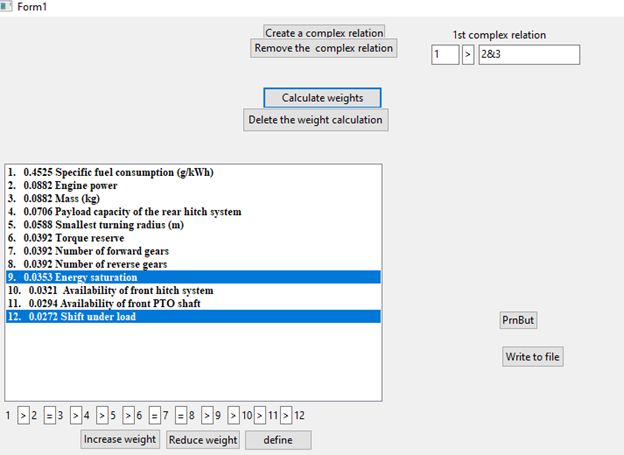 Form1
Create a complex relation
Remove the  complex relation
1st complex relation
1 > 2&3
Calculate weights
Delete the weight calculation
1. 0.4525 Specific fuel consumption (g/kWh)
2. 0.0882 Engine power
3. 0.0882 Mass (kg)
4. 0.0706 Payload capacity of the rear hitch system
5. 0.0588 Smallest turning radius (m)
6. 0.0392 Torque reserve
7. 0.0392 Number of forward gears
8. 0.0392 Number of reverse gears
9. 0.0353 Energy saturation
10. 0.0321 Availability of front hitch system
11. 0.0294 Availability of front PTO shaft
12. 0.0272 Shift under load
PrnBut
Write to file
1 > 2 = 3 > 4 > 5 > 6 = 7 = 8 > 9 > 10 > 11 > 12
Increase weight Reduce weight define